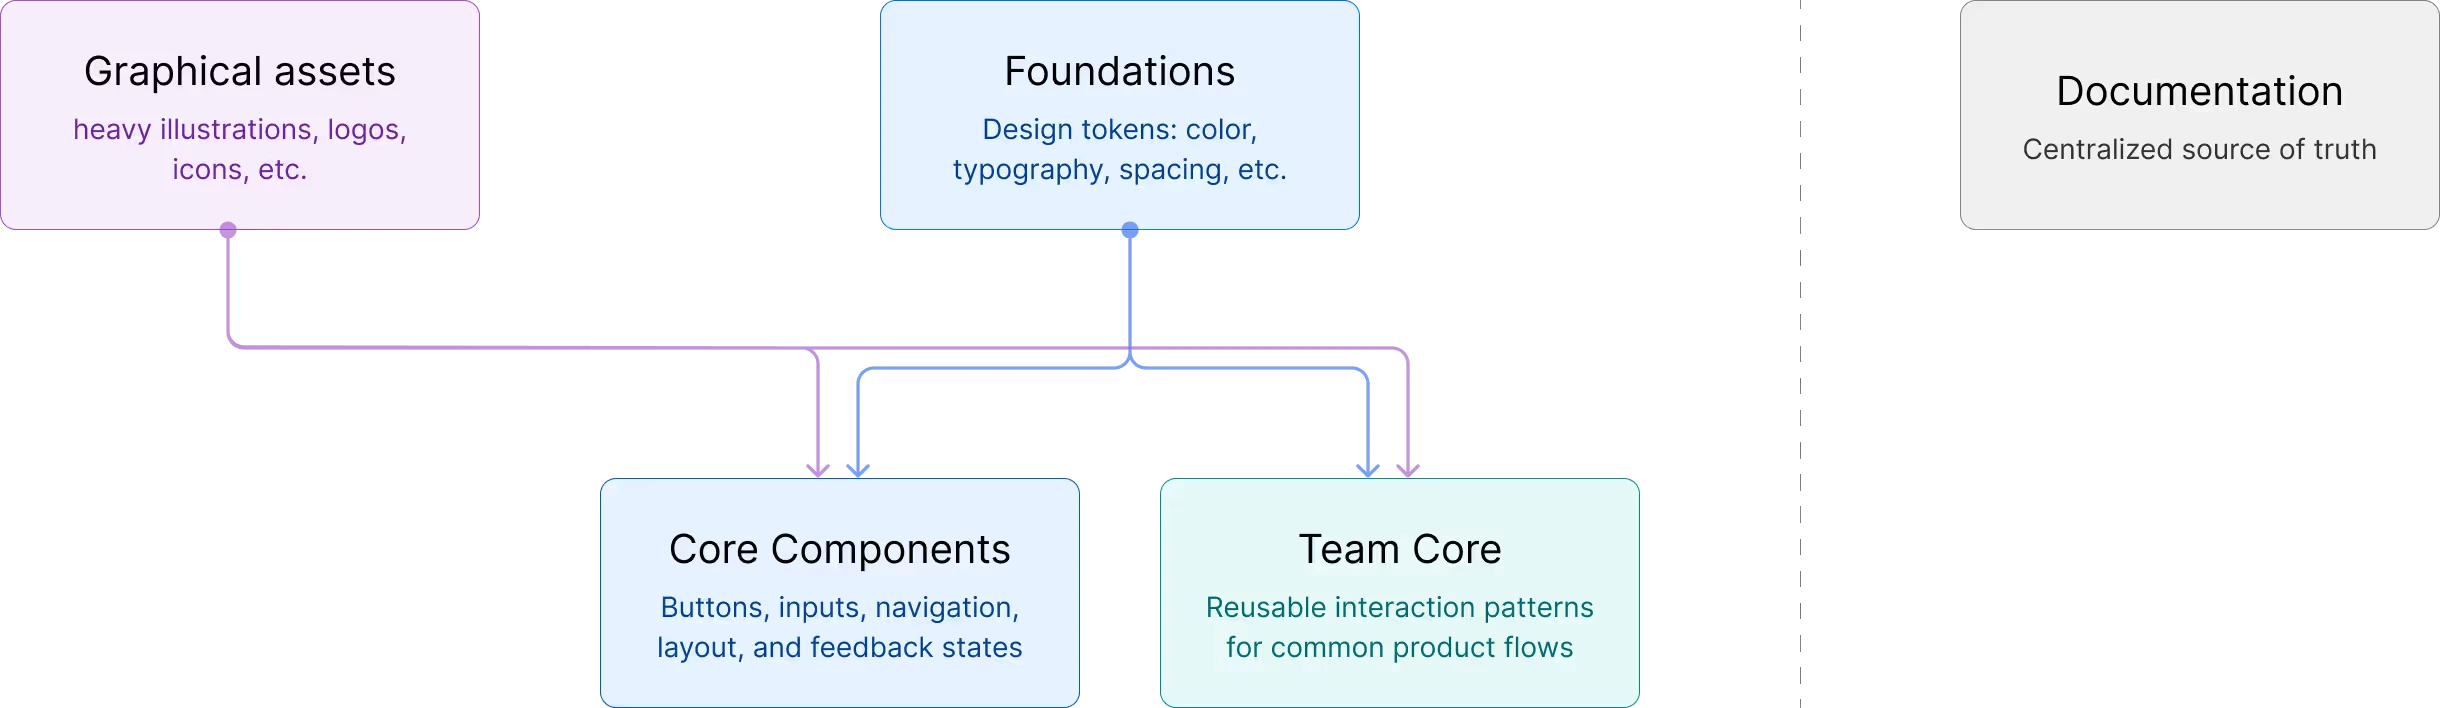 Graphical assets
heavy illustrations, logos,
icons, etc.
Foundations
Design tokens: color,
typography, spacing, etc.
Documentation
Centralized source of truth
Core Components
Buttons, inputs, navigation,
layout, and feedback states
Team Core
Reusable interaction patterns
for common product flows